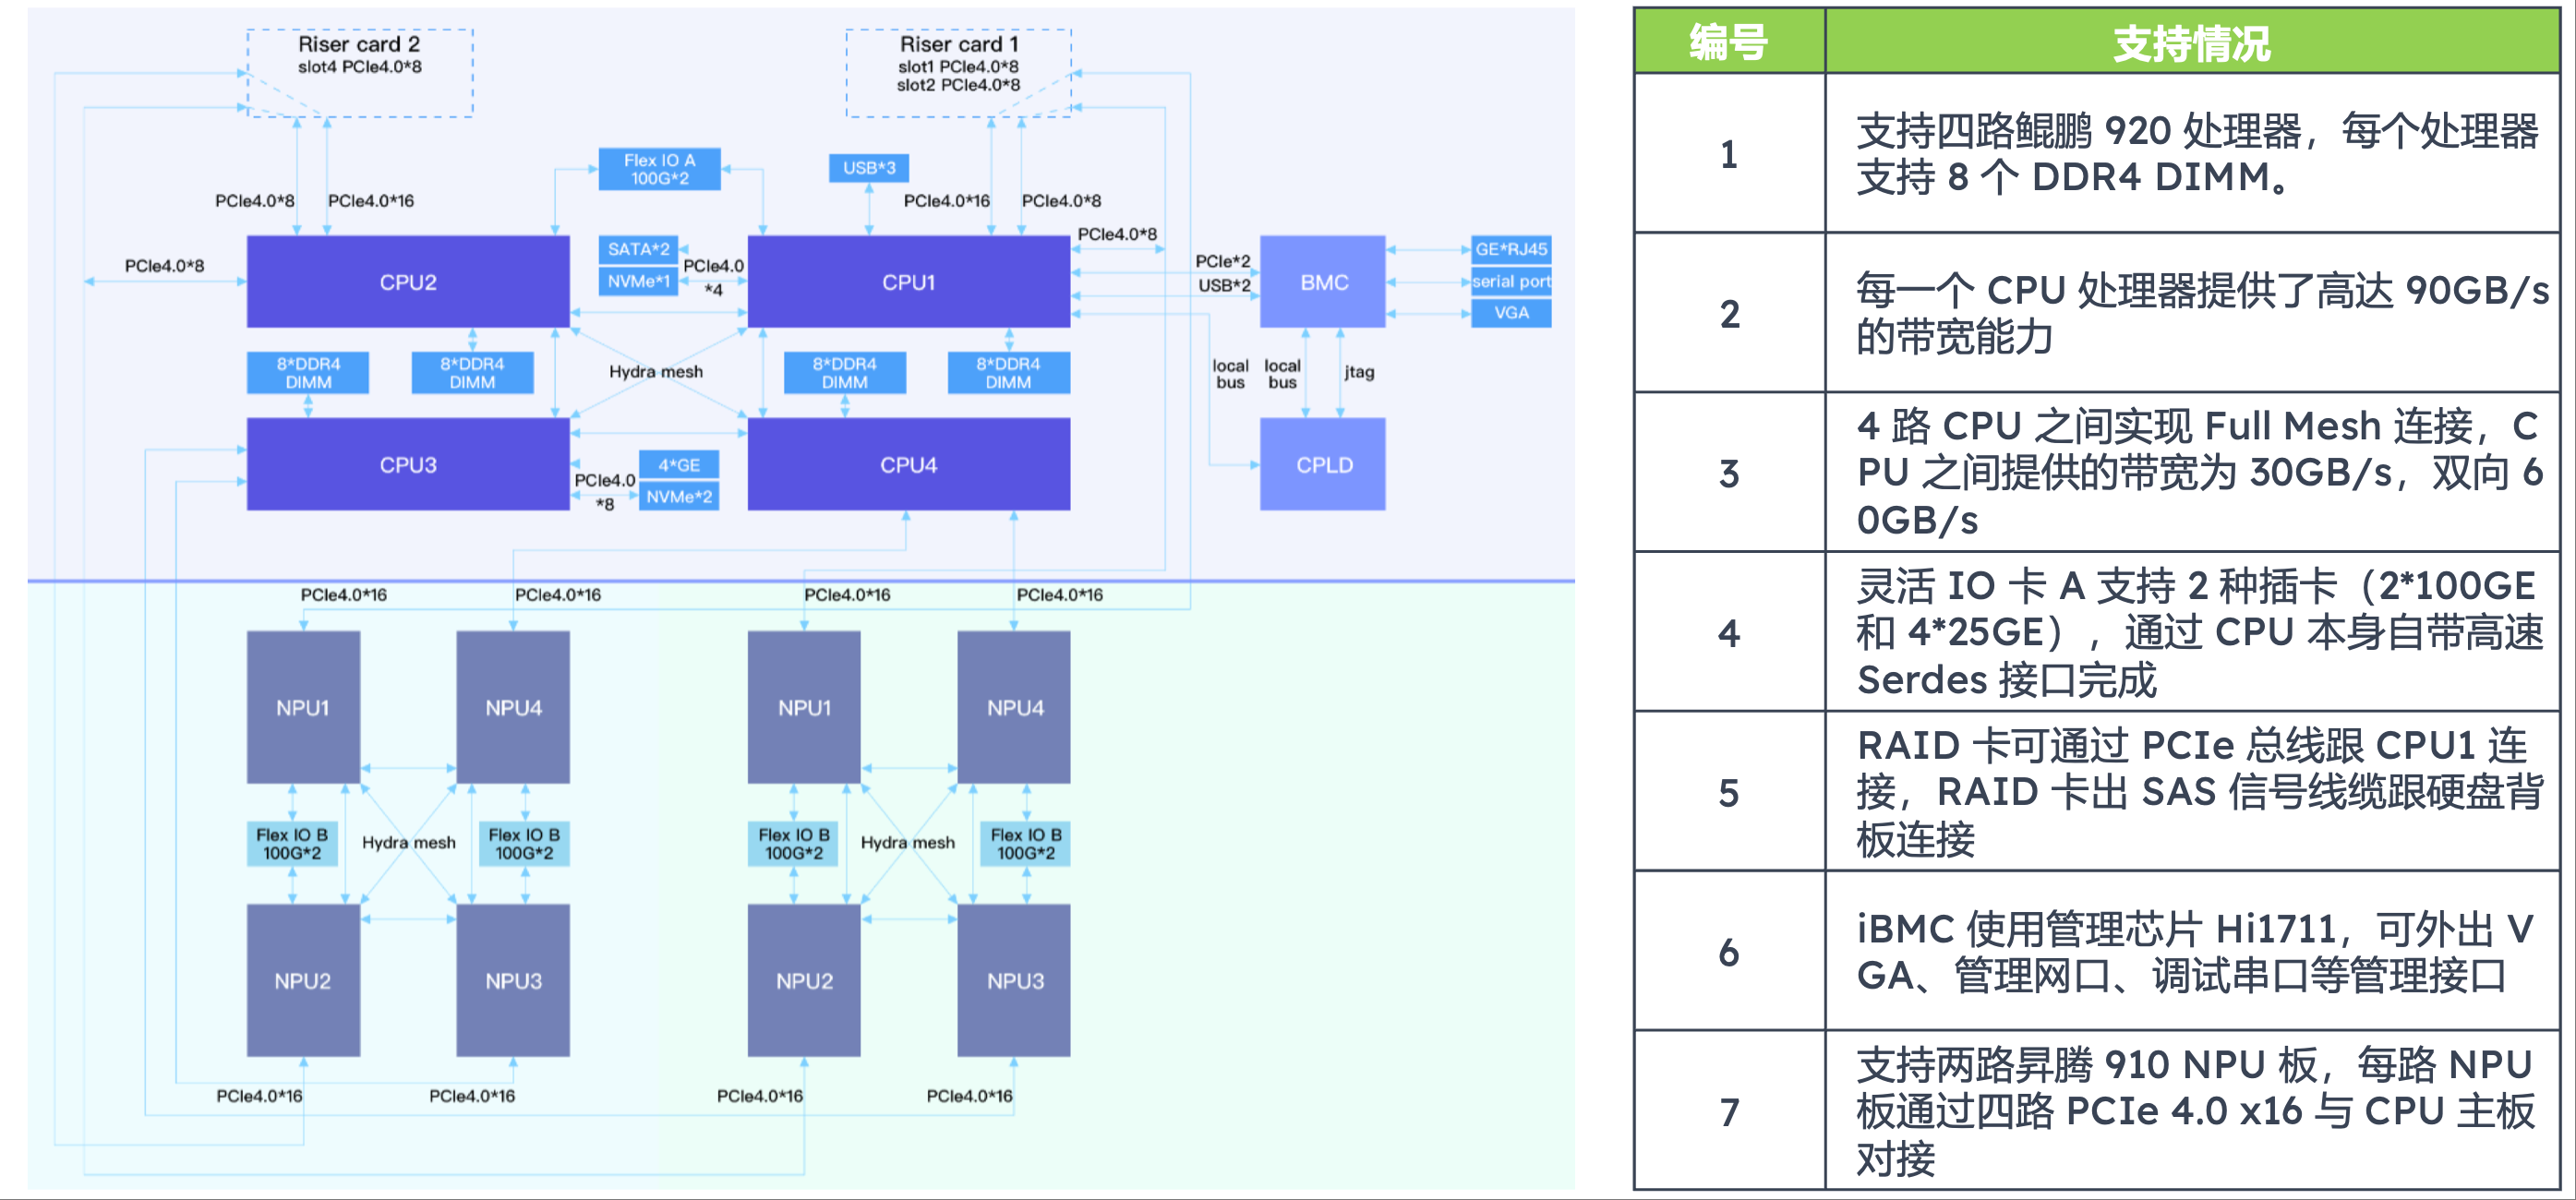 Riser card 2
slot4 PCIe4.0*8
Riser card 1
slot1 PCIe4.0*8
slot2 PCIe4.0*8
Flex IO A
100G*2
USB*3
PCIe4.0*8
PCIe4.0*16
PCIe4.0*16
PCIe4.0*8
PCIe4.0*8
PCIe4.0*8
CPU2
SATA*2
NVMe*1
PCIe4.0
*4
CPU1
PCIe*2
USB*2
BMC
GE*RJ45
serial port
VGA
8*DDR4
DIMM
8*DDR4
DIMM
Hydra mesh
8*DDR4
DIMM
8*DDR4
DIMM
local
bus
local
bus
jtag
CPU3
PCIe4.0
*8
4*GE
NVMe*2
CPU4
CPLD
PCIe4.0*16
PCIe4.0*16
PCIe4.0*16
PCIe4.0*16
NPU1
NPU4
NPU1
NPU4
Flex IO B
100G*2
Hydra mesh
Flex IO B
100G*2
Flex IO B
100G*2
Hydra mesh
Flex IO B
100G*2
NPU2
NPU3
NPU2
NPU3
PCIe4.0*16
PCIe4.0*16
PCIe4.0*16
PCIe4.0*16
编号
支持情况
1
支持四路鲲鹏 920 处理器，每个处理器
支持 8 个 DDR4 DIMM。
2
每一个 CPU 处理器提供了高达 90GB/s
的带宽能力
3
4 路 CPU 之间实现 Full Mesh 连接，C
PU 之间提供的带宽为 30GB/s，双向 6
0GB/s
4
灵活 IO 卡 A 支持 2 种插卡（2*100GE
和 4*25GE），通过 CPU 本身自带高速
Serdes 接口完成
5
RAID 卡可通过 PCIe 总线跟 CPU1 连
接，RAID 卡出 SAS 信号线缆跟硬盘背
板连接
6
iBMC 使用管理芯片 Hi1711，可外出 V
GA、管理网口、调试串口等管理接口
7
支持两路昇腾 910 NPU 板，每路 NPU
板通过四路 PCIe 4.0 x16 与 CPU 主板
对接